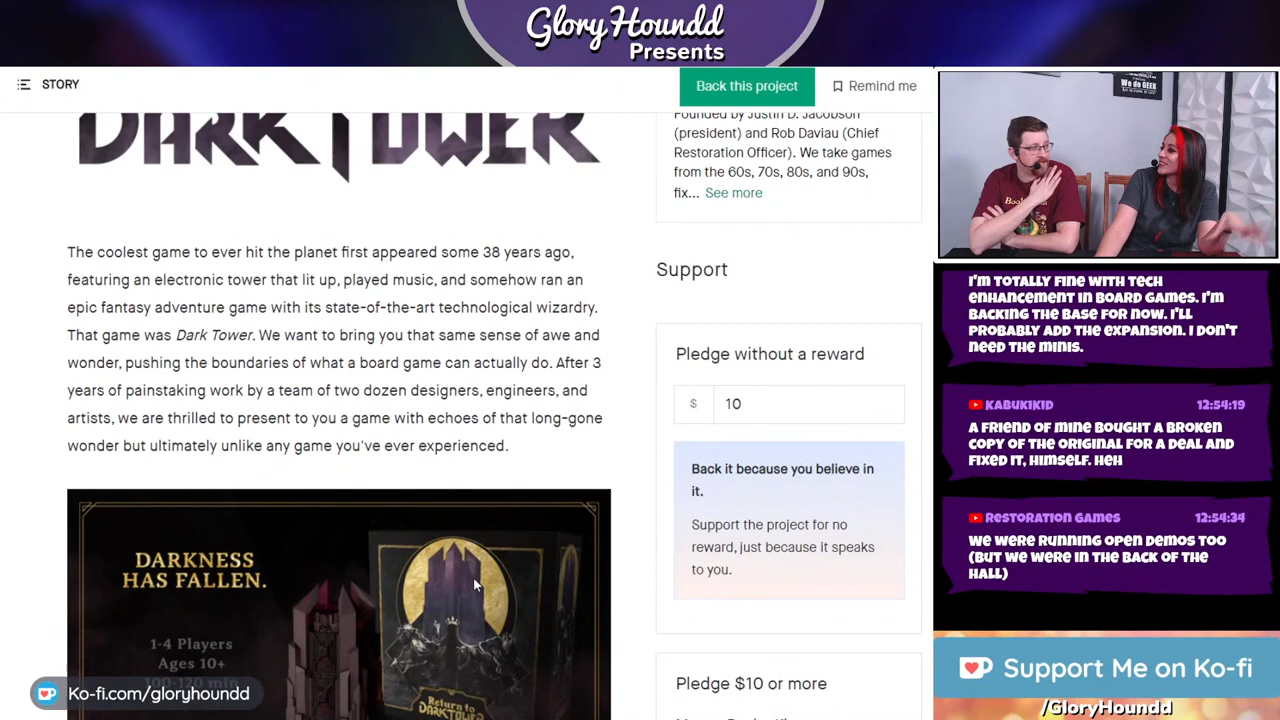 GloryHoundd
Presents
STORY
Back this project
Remind me
DARK TOWER
Founded by Justin D. Jacobson
(president) and Rob Daviau (Chief
Restoration Officer). We take games
from the 60s, 70s, 80s, and 90s,
fix... See more
The coolest game to ever hit the planet first appeared some 38 years ago,
featuring an electronic tower that lit up, played music, and somehow ran an
epic fantasy adventure game with its state-of-the-art technological wizardry.
That game was Dark Tower. We want to bring you that same sense of awe and
wonder, pushing the boundaries of what a board game can actually do. After 3
years of painstaking work by a team of two dozen designers, engineers, and
artists, we are thrilled to present to you a game with echoes of that long-gone
wonder but ultimately unlike any game you've ever experienced.
DARKNESS
HAS FALLEN.
1-4 Players
Ages 10+
100-120 min
Return to
DARK TOWER
Ko-fi.com/gloryhoundd
Support
Pledge without a reward
$ 10
Back it because you believe in
it.
Support the project for no
reward, just because it speaks
to you.
Pledge $10 or more
We do GEEK
I'M TOTALLY FINE WITH TECH
ENHANCEMENT IN BOARD GAMES. I'M
BACKING THE BASE FOR NOW. I'LL
PROBABLY ADD THE EXPANSION. I DON'T
NEED THE MINIS.
KABUKIKID 12:54:19
A FRIEND OF MINE BOUGHT A BROKEN
COPY OF THE ORIGINAL FOR A DEAL AND
FIXED IT, HIMSELF. HEH
RESTORATION GAMES 12:54:34
WE WERE RUNNING OPEN DEMOS TOO
(BUT WE WERE IN THE BACK OF THE
HALL)
Support Me on Ko-fi
/GloryHoundd